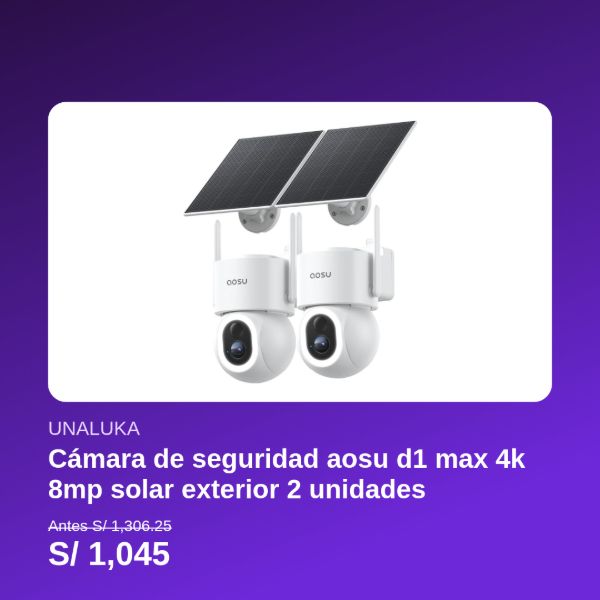 aosu
aosu
UNALUKA
Cámara de seguridad aosu d1 max 4k
8mp solar exterior 2 unidades
Antes S/ 1,306.25
S/ 1,045